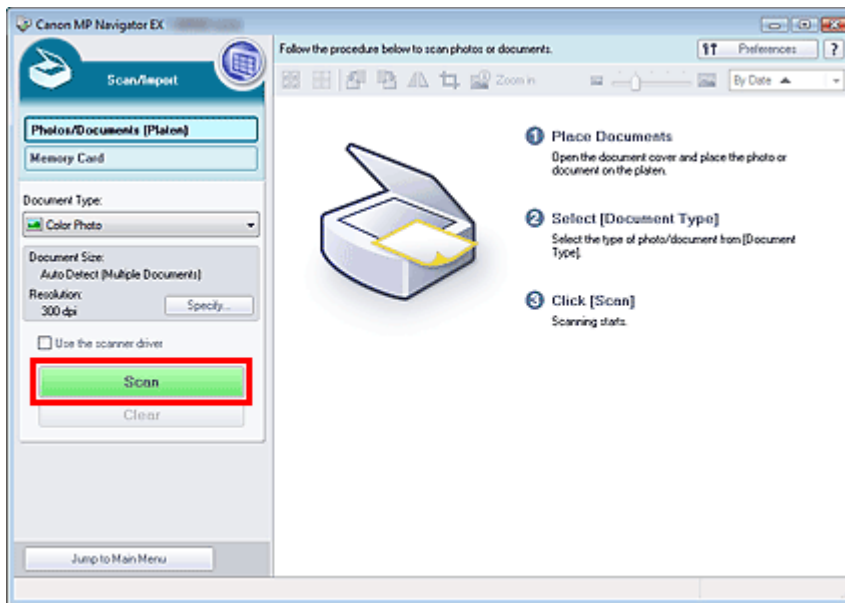 Canon MP Navigator EX
Scan/Import
Photos/Documents (Platen)
Memory Card
Document Type:
Color Photo
Document Size:
Auto Detect (Multiple Documents)
Resolution:
300 dpi
Specify...
Use the scanner driver
Scan
Clear
Jump to Main Menu
Follow the procedure below to scan photos or documents.
Preferences
?
Zoom in
By Date
1 Place Documents
Open the document cover and place the photo or
document on the platen.
2 Select [Document Type]
Select the type of photo/document from [Document
Type].
3 Click [Scan]
Scanning starts.